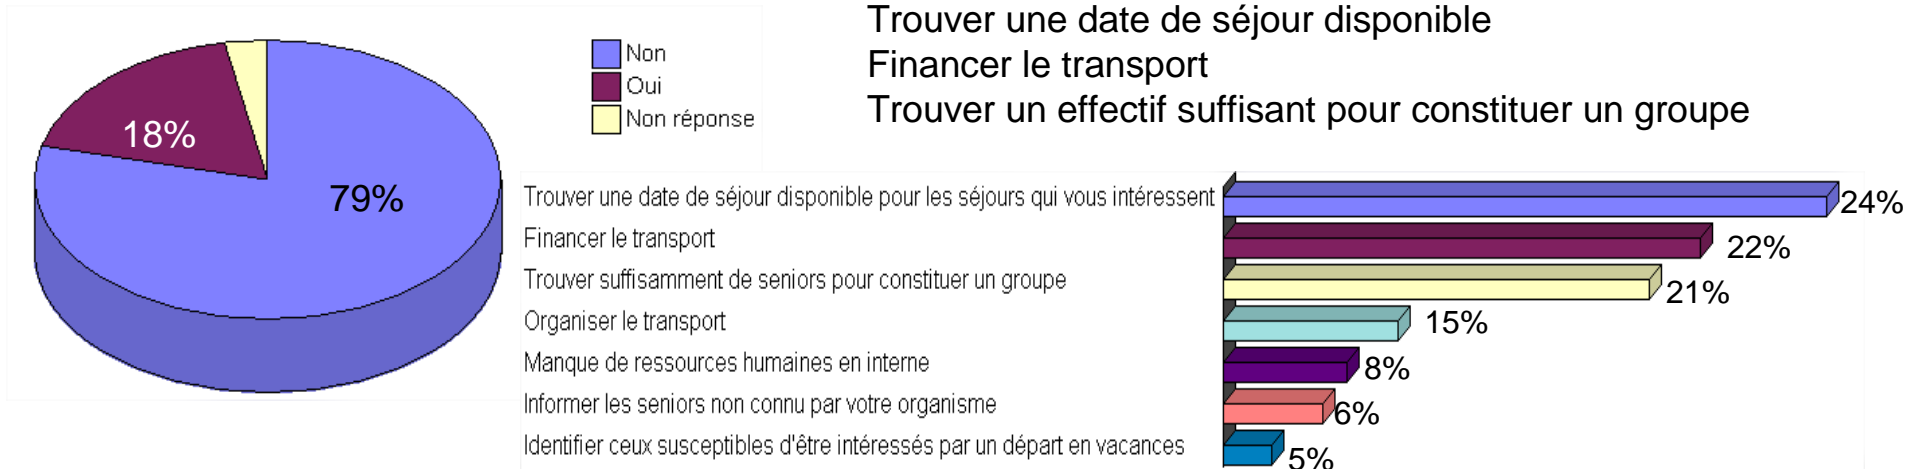 Trouver une date de séjour disponible
Financer le transport
Trouver un effectif suffisant pour constituer un groupe
Non
Oui
Non réponse
18%
79%
Trouver une date de séjour disponible pour les séjours qui vous intéressent 24%
Financer le transport 22%
Trouver suffisamment de seniors pour constituer un groupe 21%
Organiser le transport 15%
Manque de ressources humaines en interne 8%
Informer les seniors non connu par votre organisme 6%
Identifier ceux susceptibles d'être intéressés par un départ en vacances 5%